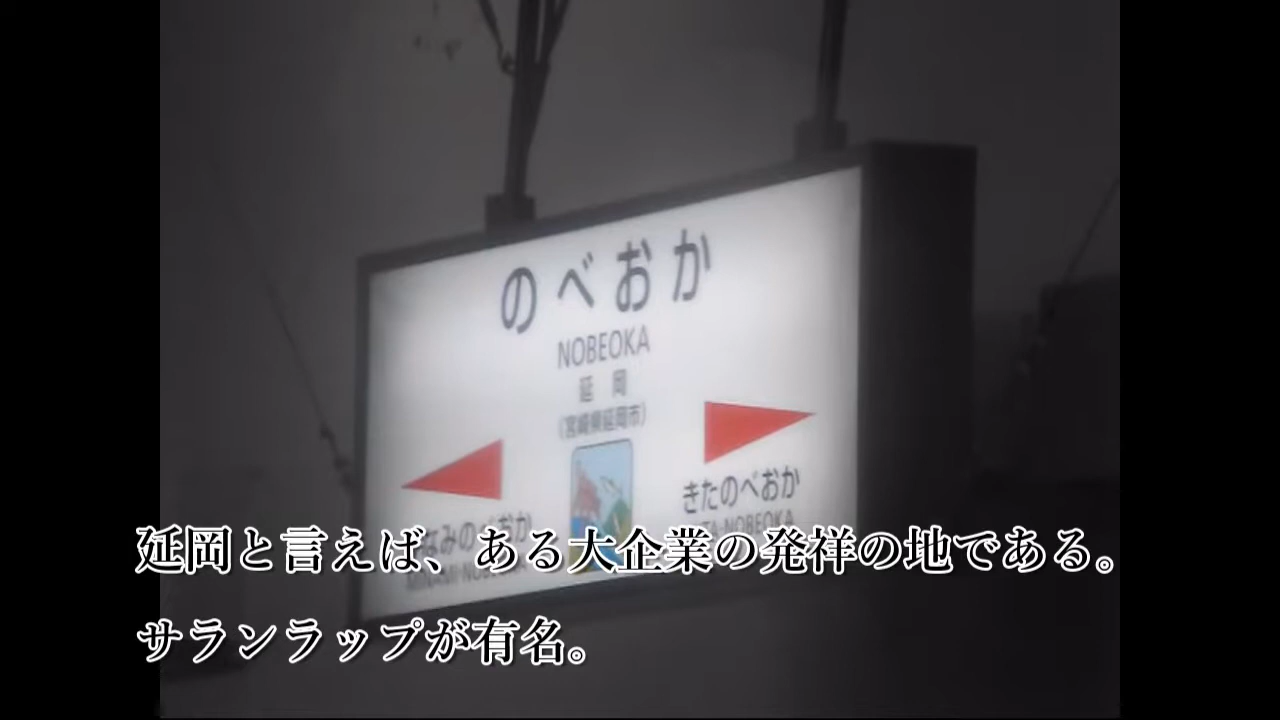 のべおか
NOBEOKA
延岡
(宮崎県延岡市)
きたのべおか
延岡と言えば、ある大企業の発祥の地である。
サランラップが有名。